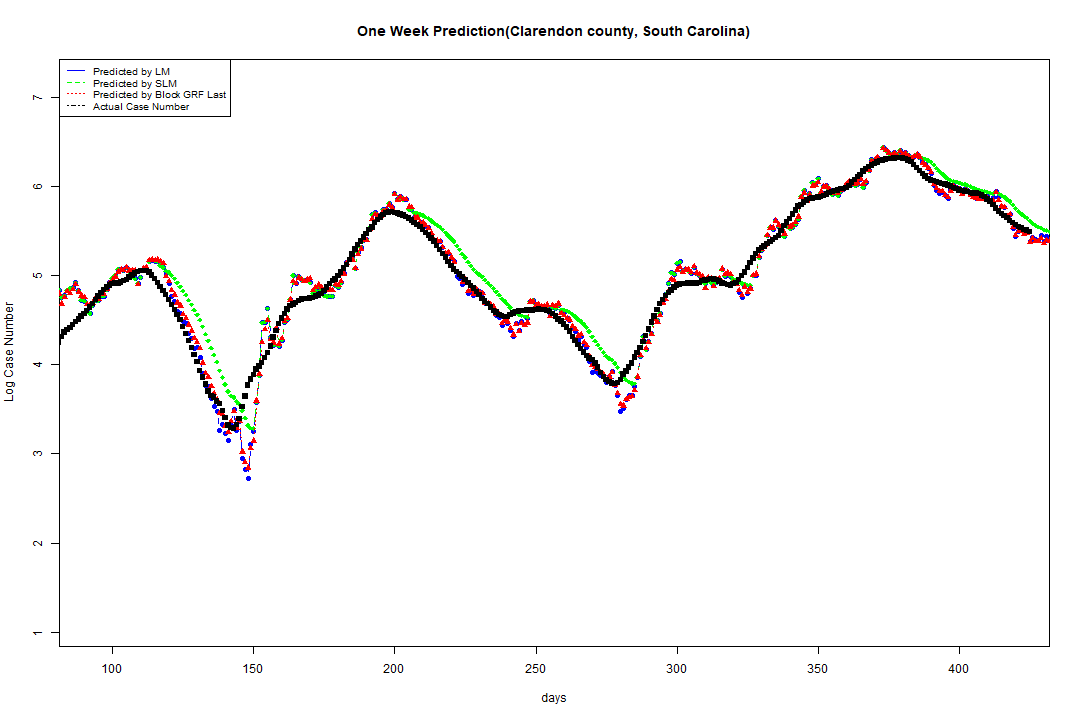 One Week Prediction(Clarendon county, South Carolina)
Predicted by LM
Predicted by SLM
Predicted by Block GRF Last
Actual Case Number
Log Case Number
7
6
5
4
3
2
1
100 150 200 250 300 350 400
days